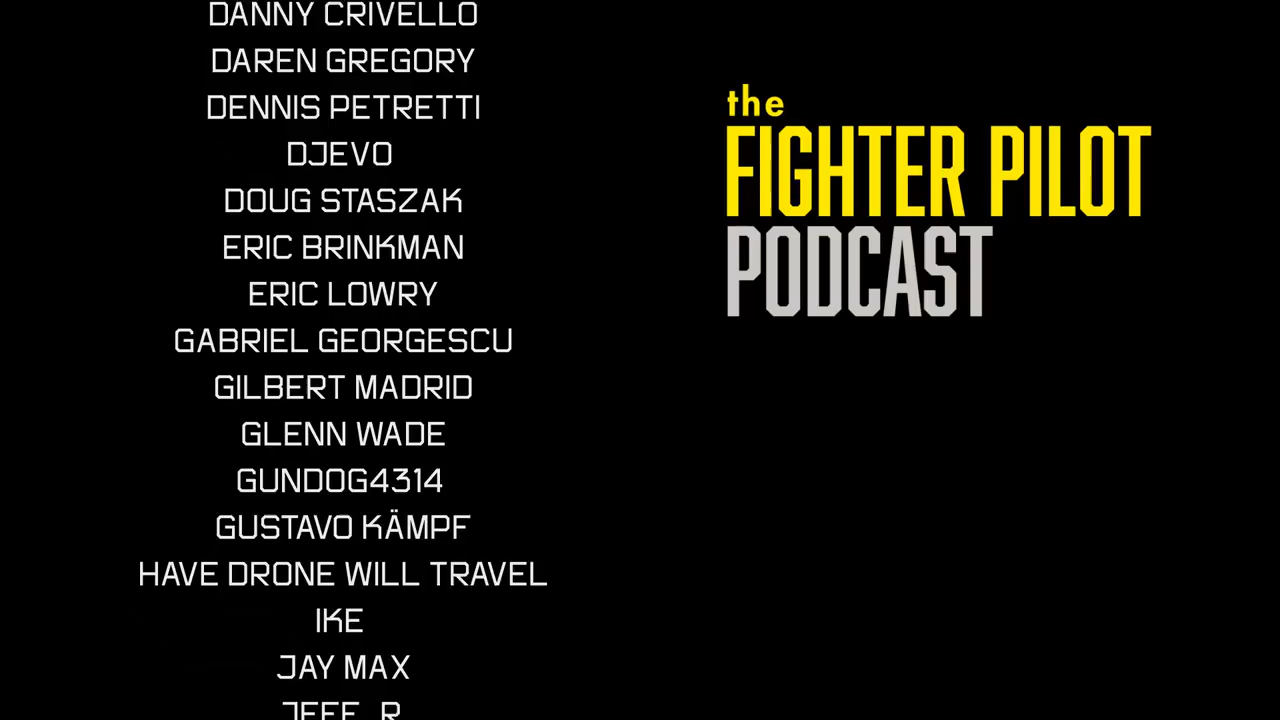 DANNY CRIVELLO
DAREN GREGORY
DENNIS PETRETTI
DJEVO
DOUG STASZAK
ERIC BRINKMAN
ERIC LOWRY
GABRIEL GEORGESCU
GILBERT MADRID
GLENN WADE
GUNDOG4314
GUSTAVO KÄMPF
HAVE DRONE WILL TRAVEL
IKE
JAY MAX
the
FIGHTER PILOT
PODCAST